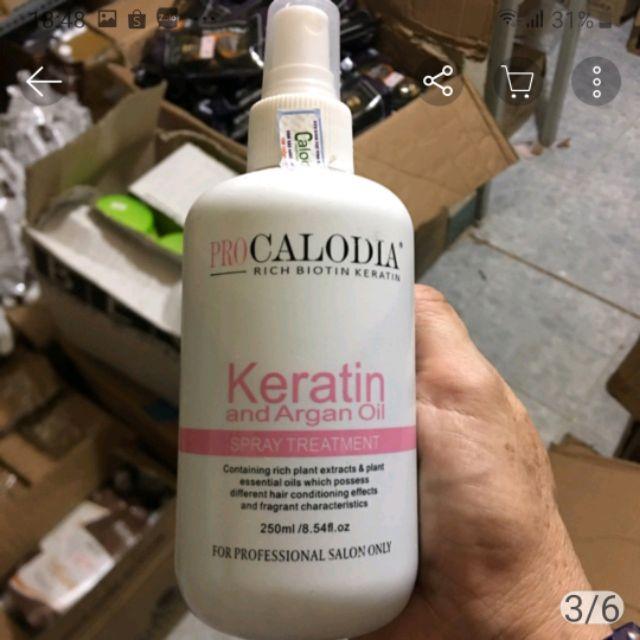 18:48
Zalo
31%
PROCALODIA®
RICH BIOTIN KERATIN
Keratin
and Argan Oil
SPRAY TREATMENT
Containing rich plant extracts & plant
essential oils which possess
different hair conditioning effects
and fragrant characteristics
250ml /8.54fl.oz
FOR PROFESSIONAL SALON ONLY
3/6